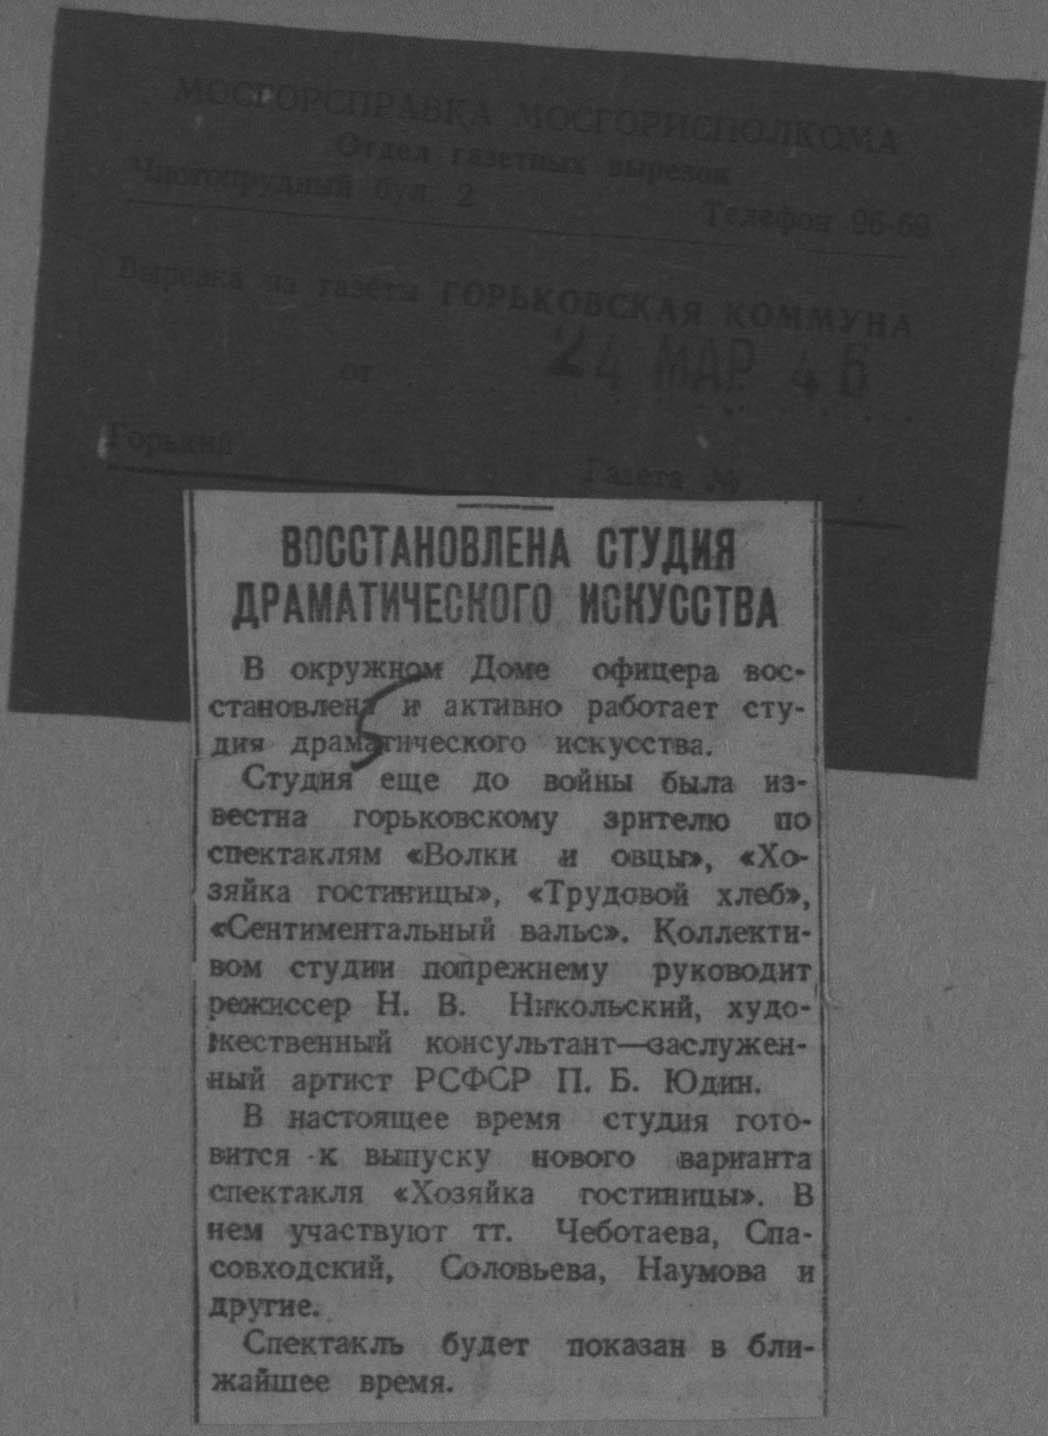 МОСГОРСПРАВКА МОСГОРИСПОЛКОМА
Отдел газетных вырезок
Чистопрудный бул. 2
Телефон 96-69
Вырезка из газеты ГОРЬКОВСКАЯ КОММУНА
от 24 МАР 46
Горький
Газета №
ВОССТАНОВЛЕНА СТУДИЯ
ДРАМАТИЧЕСКОГО ИСКУССТВА
В окружном Доме офицера вос-
становлена и активно работает сту-
дия драматического искусства.
Студия еще до войны была из-
вестна горьковскому зрителю по
спектаклям «Волки и овцы», «Хо-
зяйка гостиницы», «Трудовой хлеб»,
«Сентиментальный вальс». Коллекти-
вом студии попрежнему руководит
режиссер Н. В. Никольский, худо-
жественный консультант—заслужен-
ный артист РСФСР П. Б. Юдин.
В настоящее время студия гото-
вится к выпуску нового варианта
спектакля «Хозяйка гостиницы». В
нем участвуют тт. Чеботаева, Спа-
совходский, Соловьева, Наумова и
другие.
Спектакль будет показан в бли-
жайшее время.